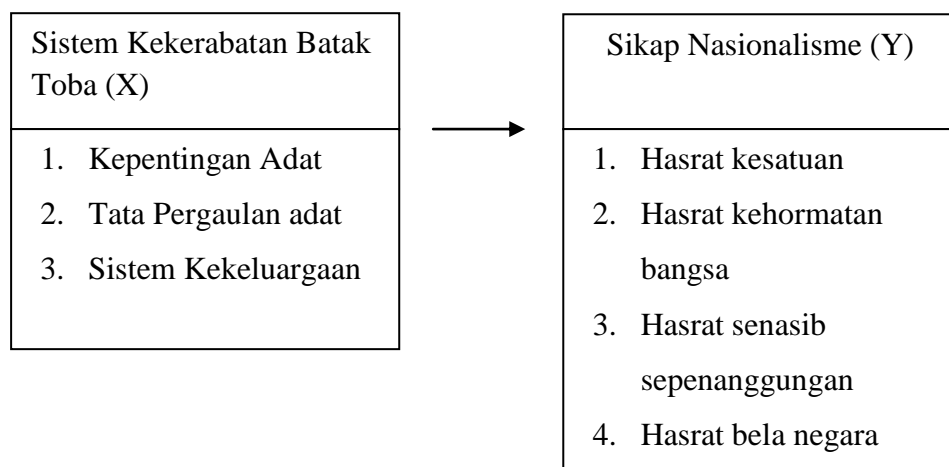 Sistem Kekerabatan Batak
Toba (X)
1. Kepentingan Adat
2. Tata Pergaulan adat
3. Sistem Kekeluargaan
Sikap Nasionalisme (Y)
1. Hasrat kesatuan
2. Hasrat kehormatan
bangsa
3. Hasrat senasib
sepenanggungan
4. Hasrat bela negara